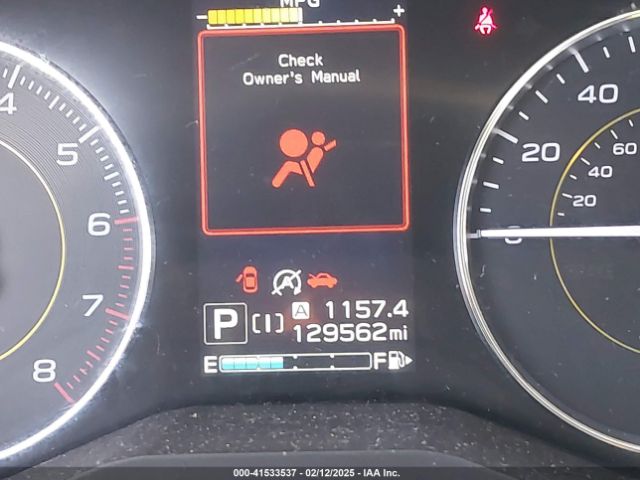 MPG
- +
Check
Owner's Manual
4
5
6
7
8
40
20
0
60
40
20
A
P [I] A 1157.4
129562mi
E F
000-41533537 - 02/12/2025 - IAA Inc.